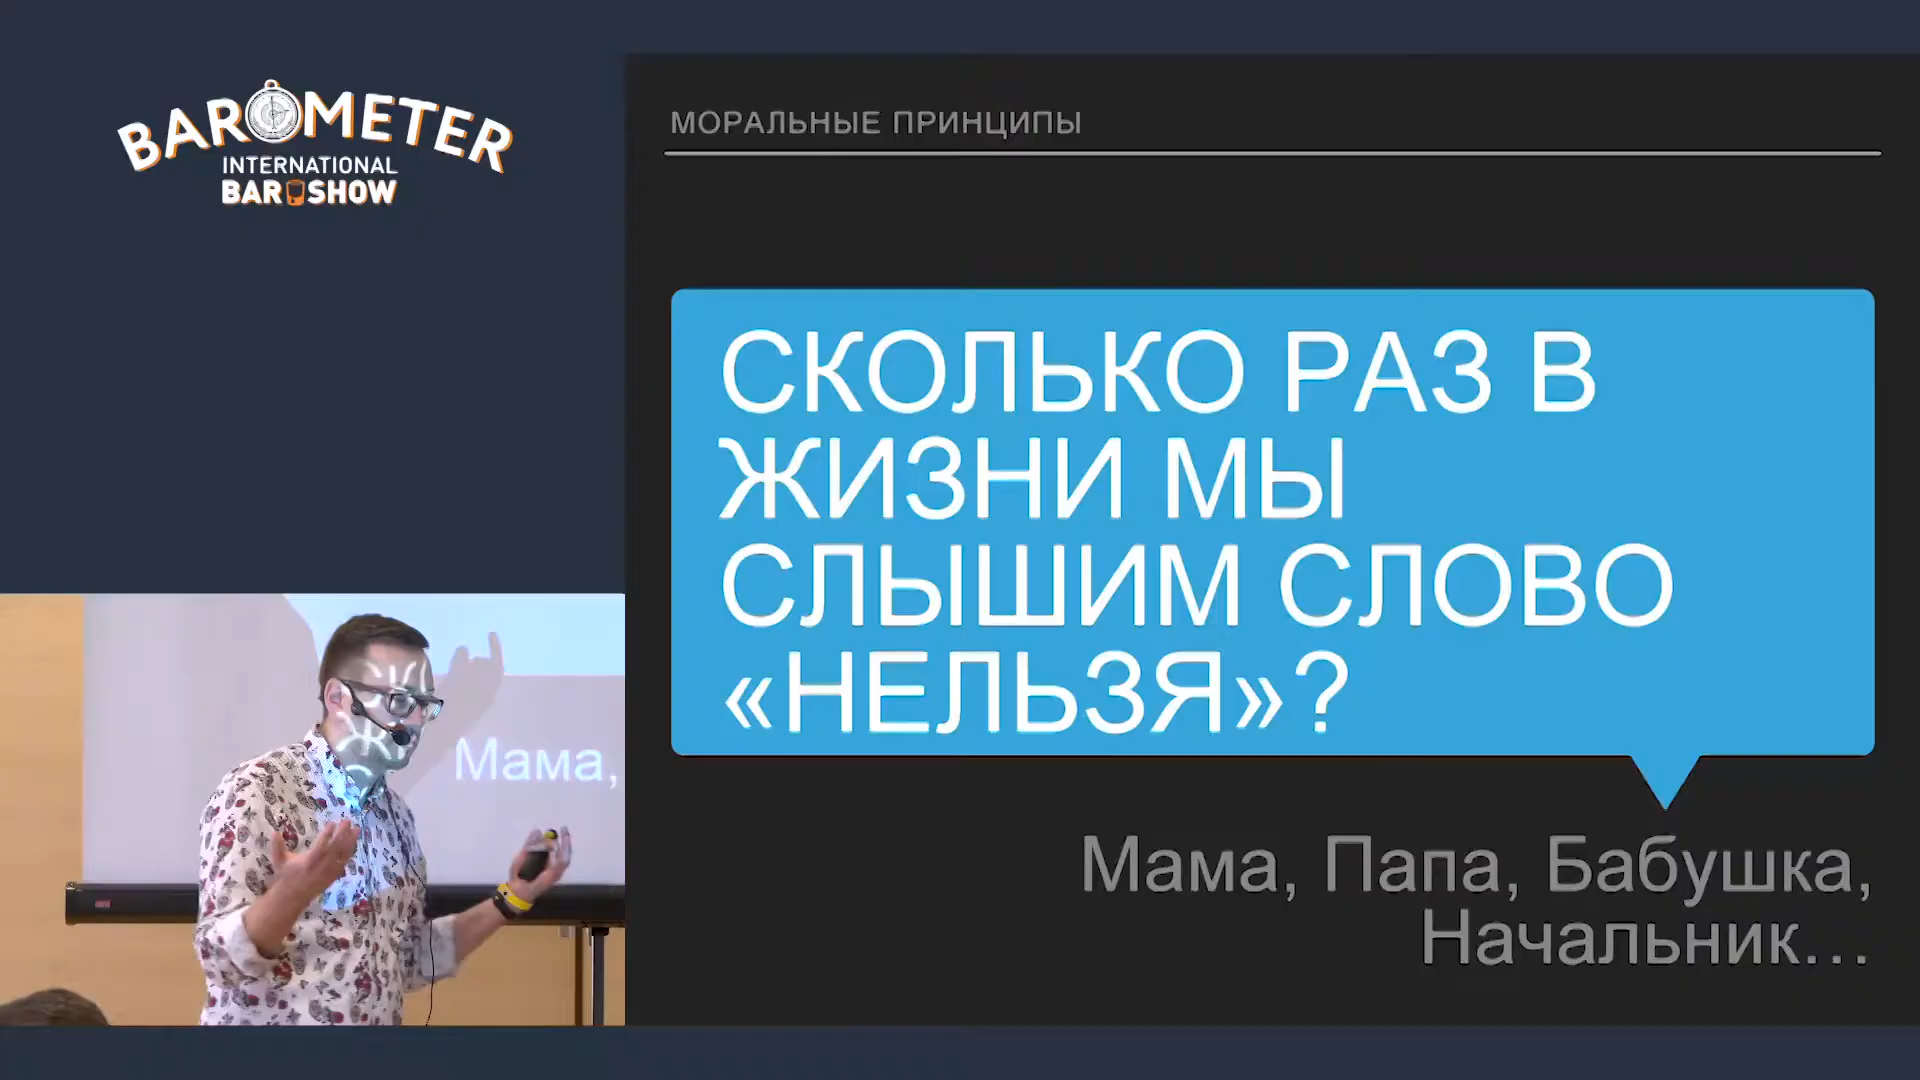 BAROMETER
INTERNATIONAL
BAR SHOW
МОРАЛЬНЫЕ ПРИНЦИПЫ
СКОЛЬКО РАЗ В
ЖИЗНИ МЫ
СЛЫШИМ СЛОВО
«НЕЛЬЗЯ»?
Мама, Папа, Бабушка,
Начальник...
Мама,